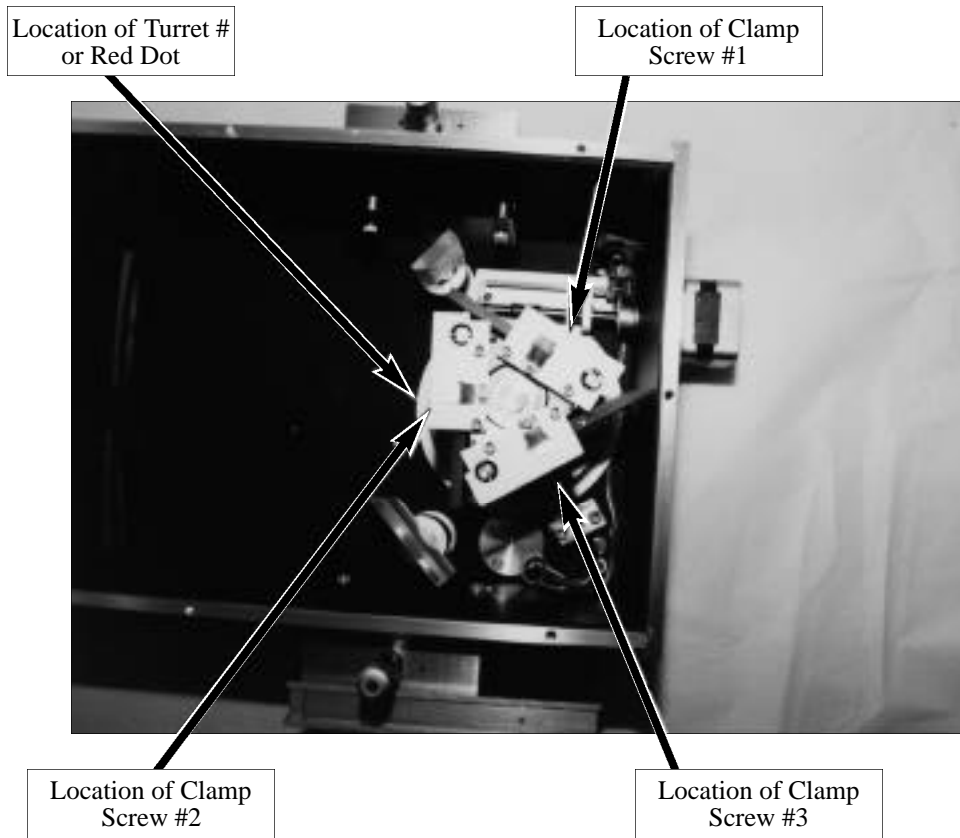 Location of Turret #
or Red Dot
Location of Clamp
Screw #1
Location of Clamp
Screw #2
Location of Clamp
Screw #3